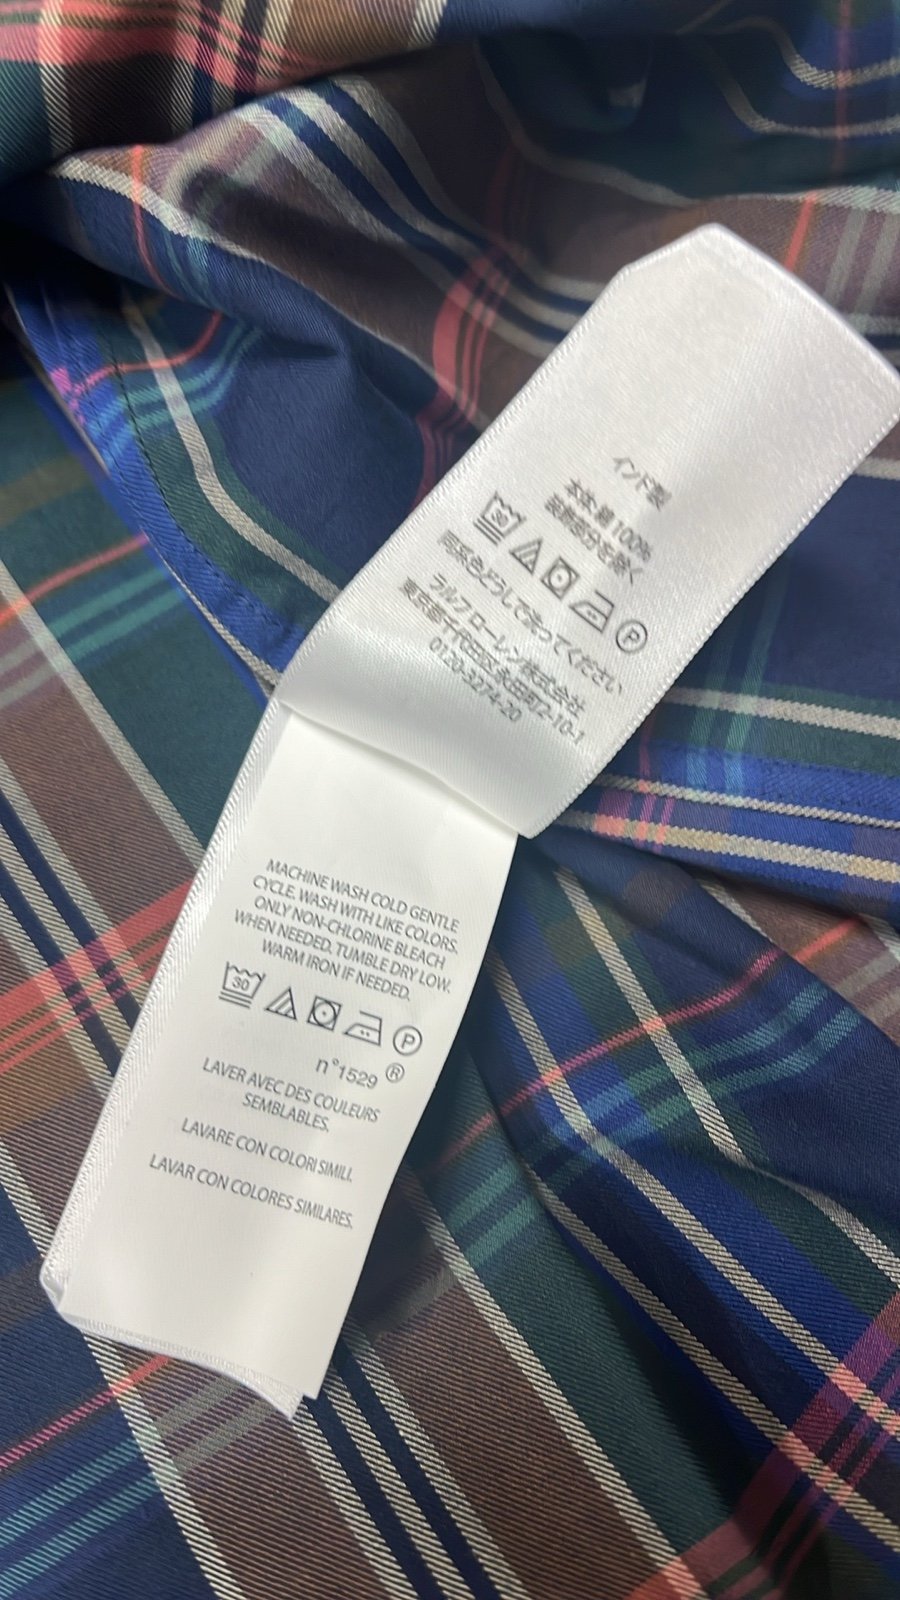 インド製
本体:綿100%
装飾部分を除く
30 P
同系色どうしで洗ってください
ラルフ ローレン株式会社
東京都千代田区永田町2-10-1
0120-3274-20
MACHINE WASH COLD GENTLE
CYCLE. WASH WITH LIKE COLORS.
ONLY NON-CHLORINE BLEACH
WHEN NEEDED. TUMBLE DRY LOW.
WARM IRON IF NEEDED.
30 P
n°1529 ®
LAVER AVEC DES COULEURS
SEMBLABLES.
LAVARE CON COLORI SIMILI.
LAVAR CON COLORES SIMILARES.